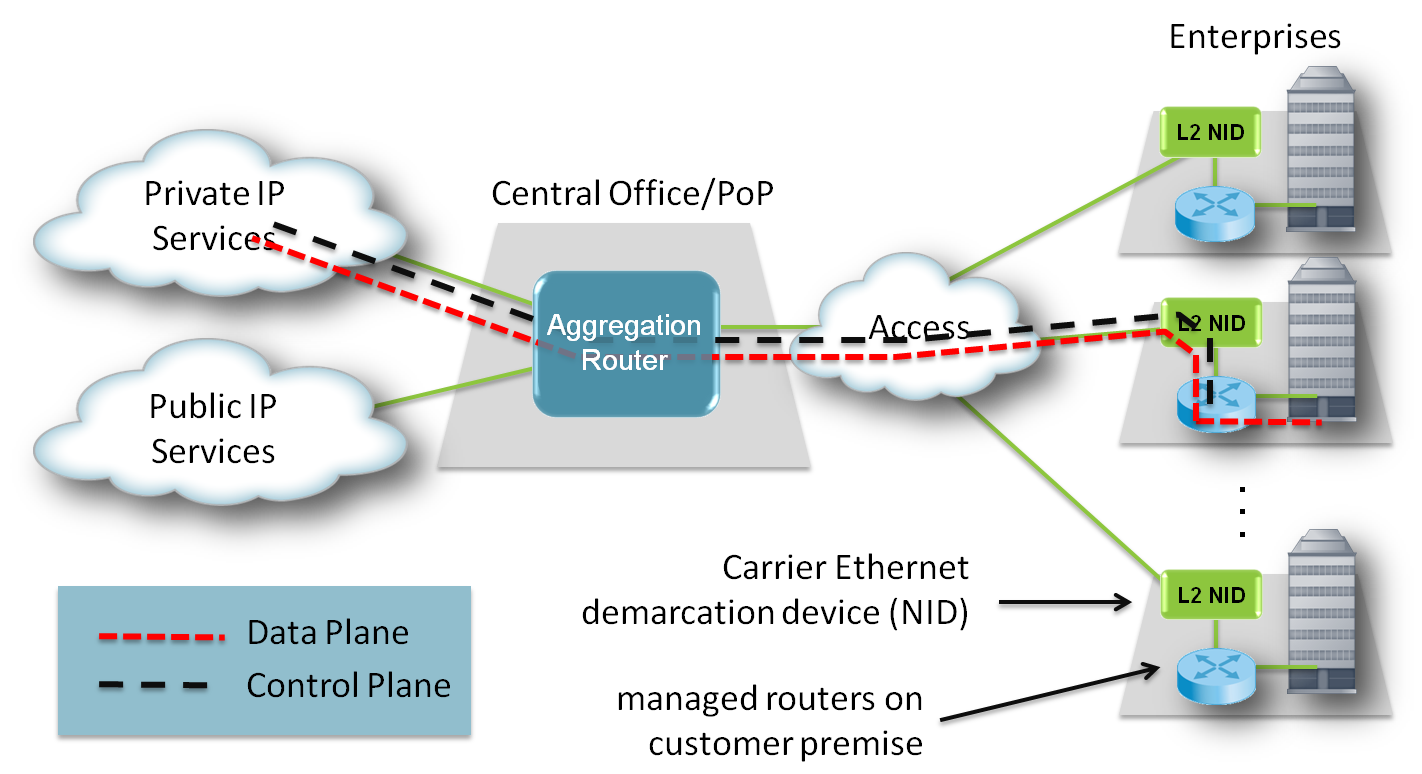 Enterprises
L2 NID
Private IP
Services
Central Office/PoP
Aggregation
Router
Access
L2 NID
Public IP
Services
Carrier Ethernet
demarcation device (NID)
L2 NID
managed routers on
customer premise
Data Plane
Control Plane